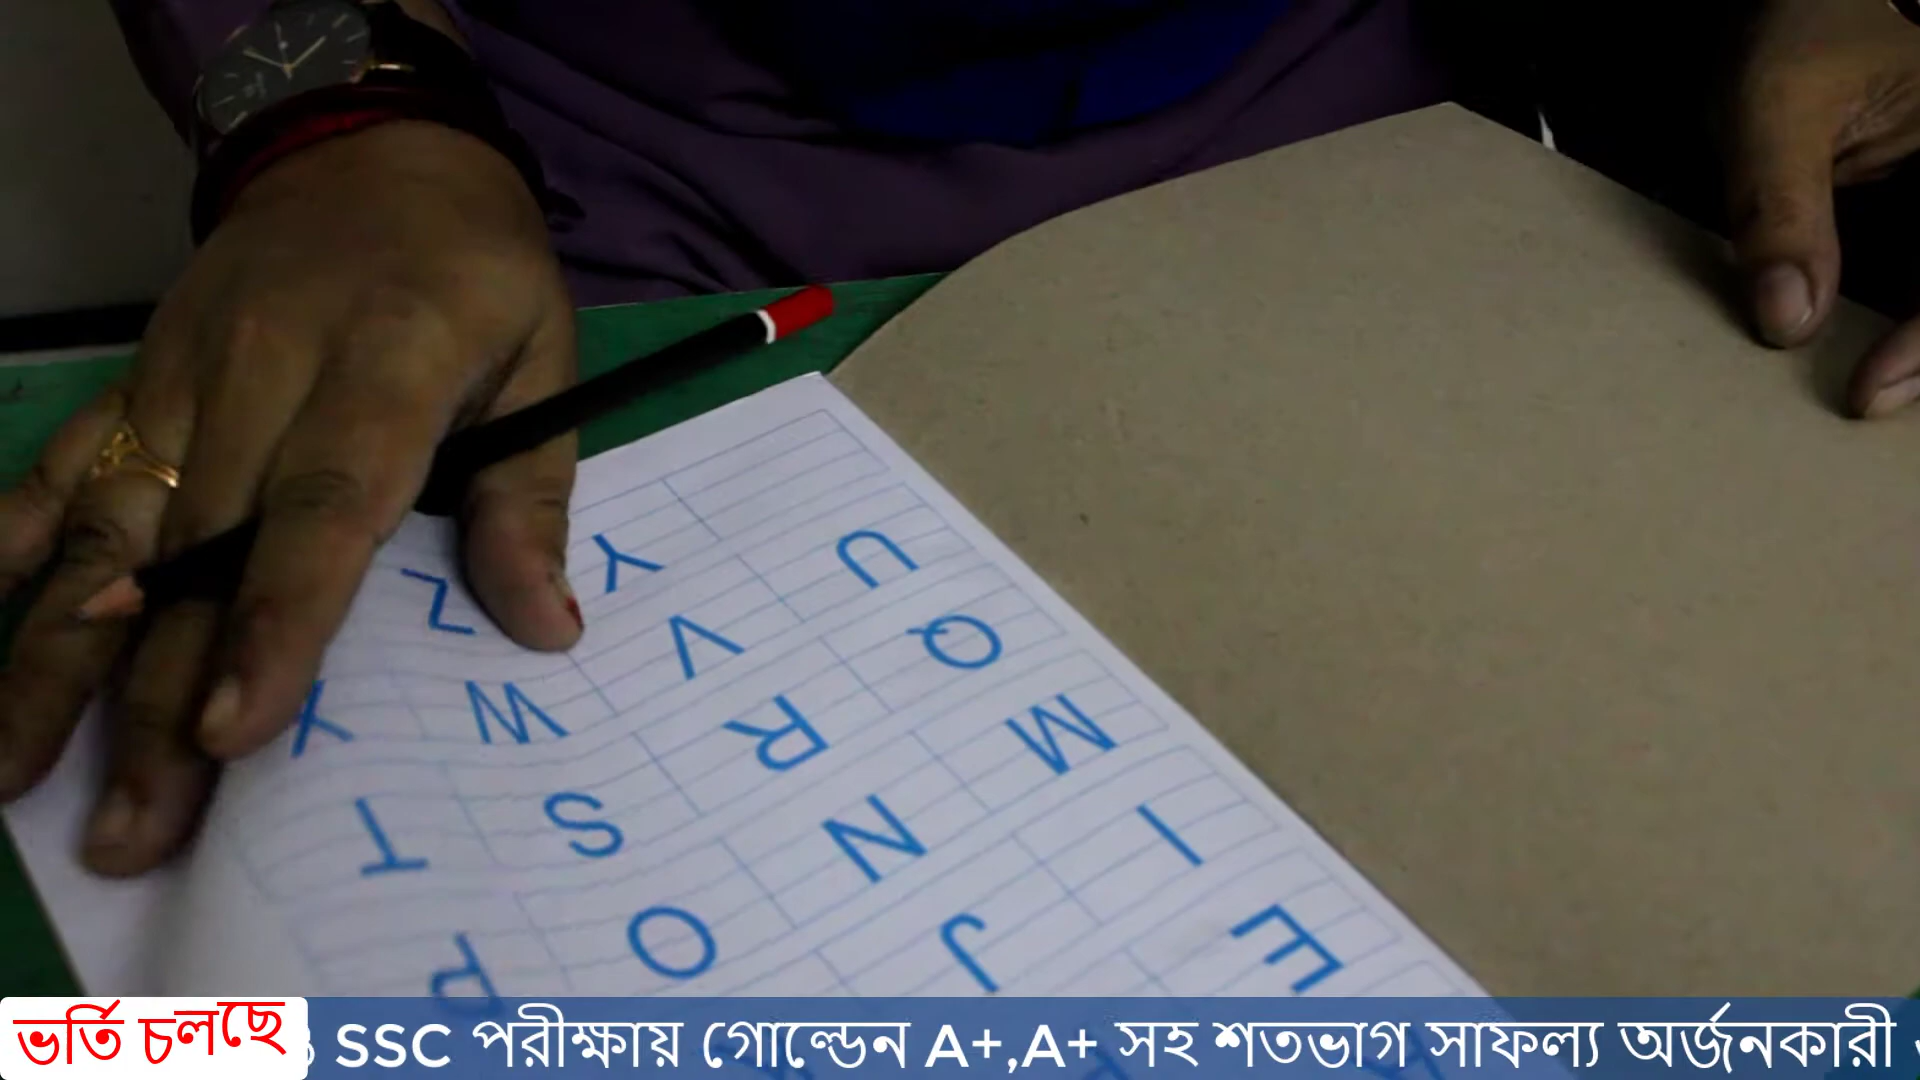 U Y Z
Q V W X
M R S T
I N O P
E J
ভর্তি চলছে
SSC পরীক্ষায় গোল্ডেন A+,A+ সহ শতভাগ সাফল্য অর্জনকারী